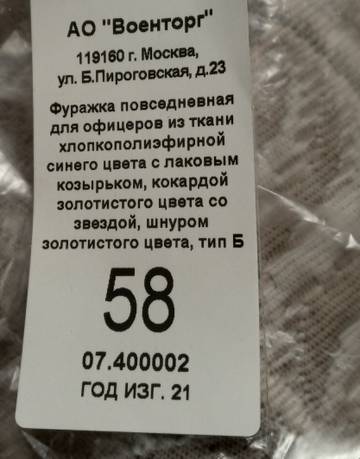 АО "Военторг"
119160 г. Москва,
ул. Б.Пироговская, д.23
Фуражка повседневная
для офицеров из ткани
хлопкополиэфирной
синего цвета с лаковым
козырьком, кокардой
золотистого цвета со
звездой, шнуром
золотистого цвета, тип Б
58
07.400002
ГОД ИЗГ. 21